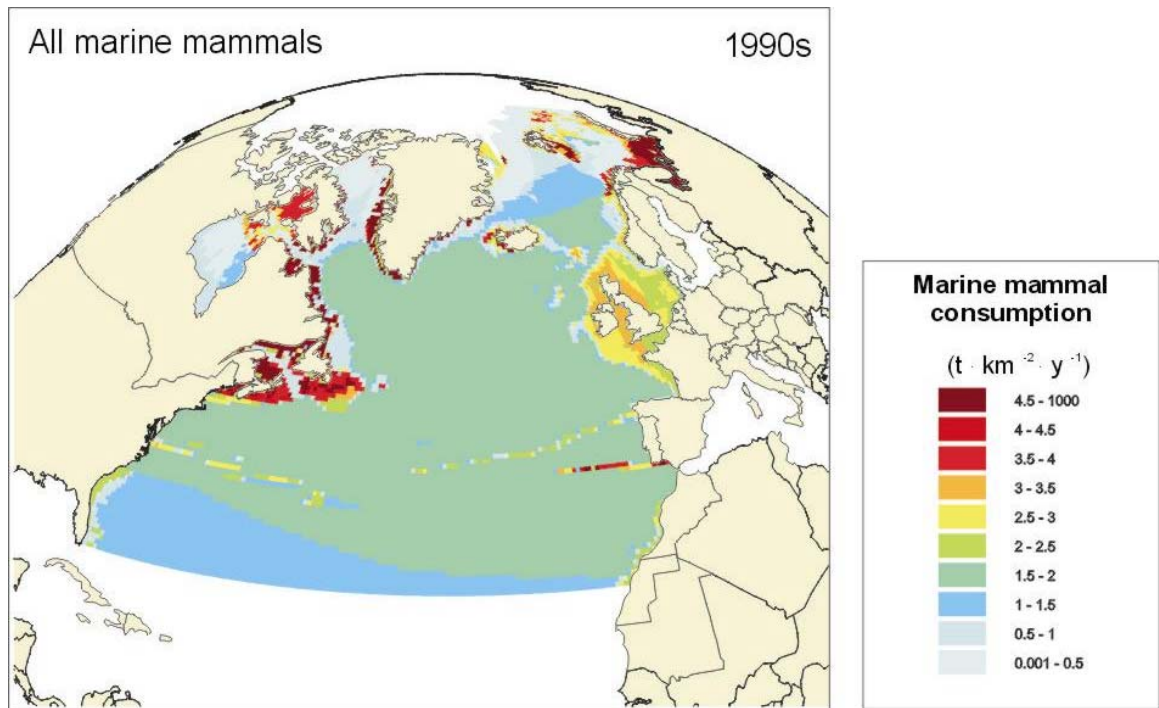 All marine mammals
1990s
Marine mammal
consumption
(t · km -2 · y -1)
4.5 - 1000
4 - 4.5
3.5 - 4
3 - 3.5
2.5 - 3
2 - 2.5
1.5 - 2
1 - 1.5
0.5 - 1
0.001 - 0.5